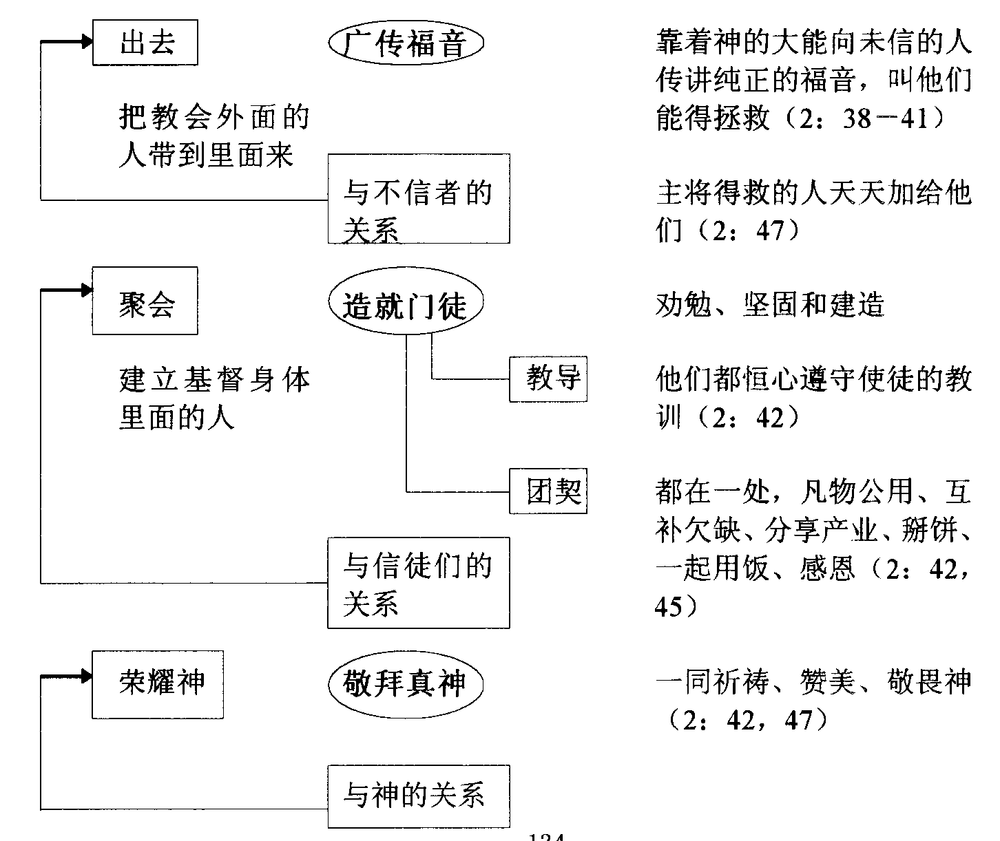 出去
广传福音
靠着神的大能向未信的人
传讲纯正的福音，叫他们
能得拯救（2：38－41）
把教会外面的
人带到里面来
与不信者的
关系
主将得救的人天天加给他
们（2：47）
聚会
造就门徒
劝勉、坚固和建造
建立基督身体
里面的人
教导
他们都恒心遵守使徒的教
训（2：42）
团契
都在一处，凡物公用、互
补欠缺、分享产业、掰饼、
一起用饭、感恩（2：42，
45）
与信徒们的
关系
荣耀神
敬拜真神
一同祈祷、赞美、敬畏神
（2：42，47）
与神的关系